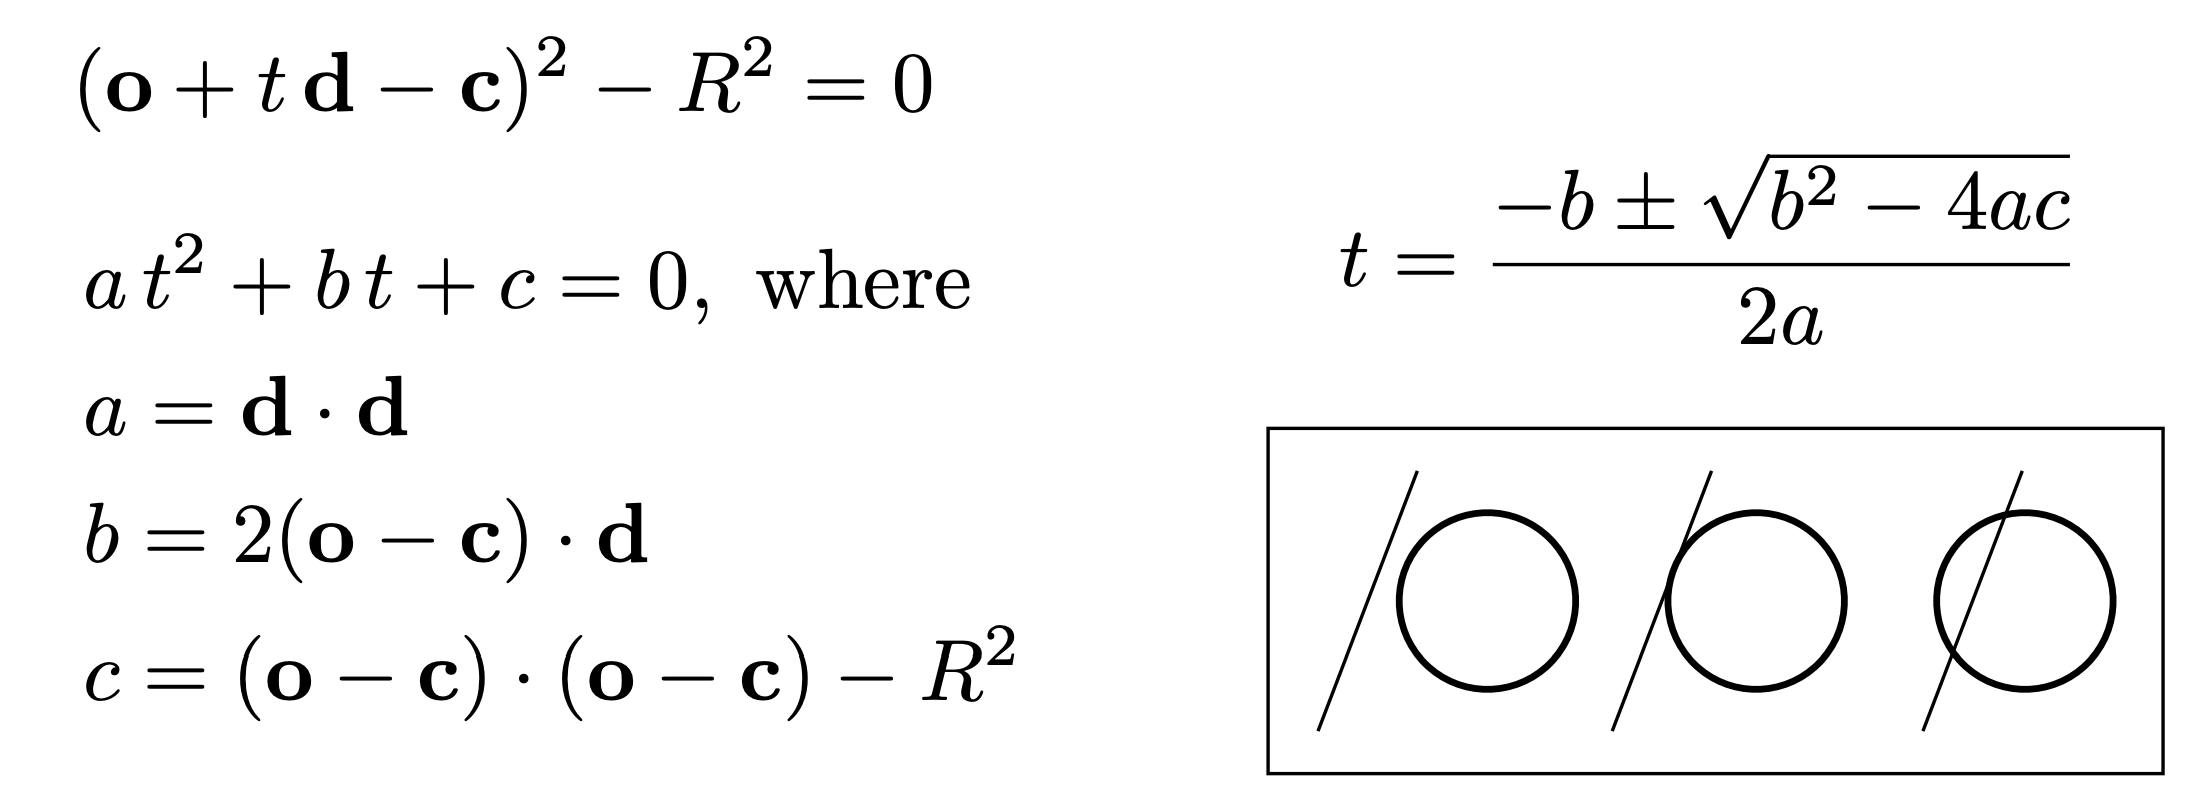 (𝐨 + t 𝐝 − 𝐜)² − R² = 0
a t² + b t + c = 0, where
a = 𝐝 · 𝐝
b = 2(𝐨 − 𝐜) · 𝐝
c = (𝐨 − 𝐜) · (𝐨 − 𝐜) − R²
t = (−b ± √(b² − 4ac)) / 2a